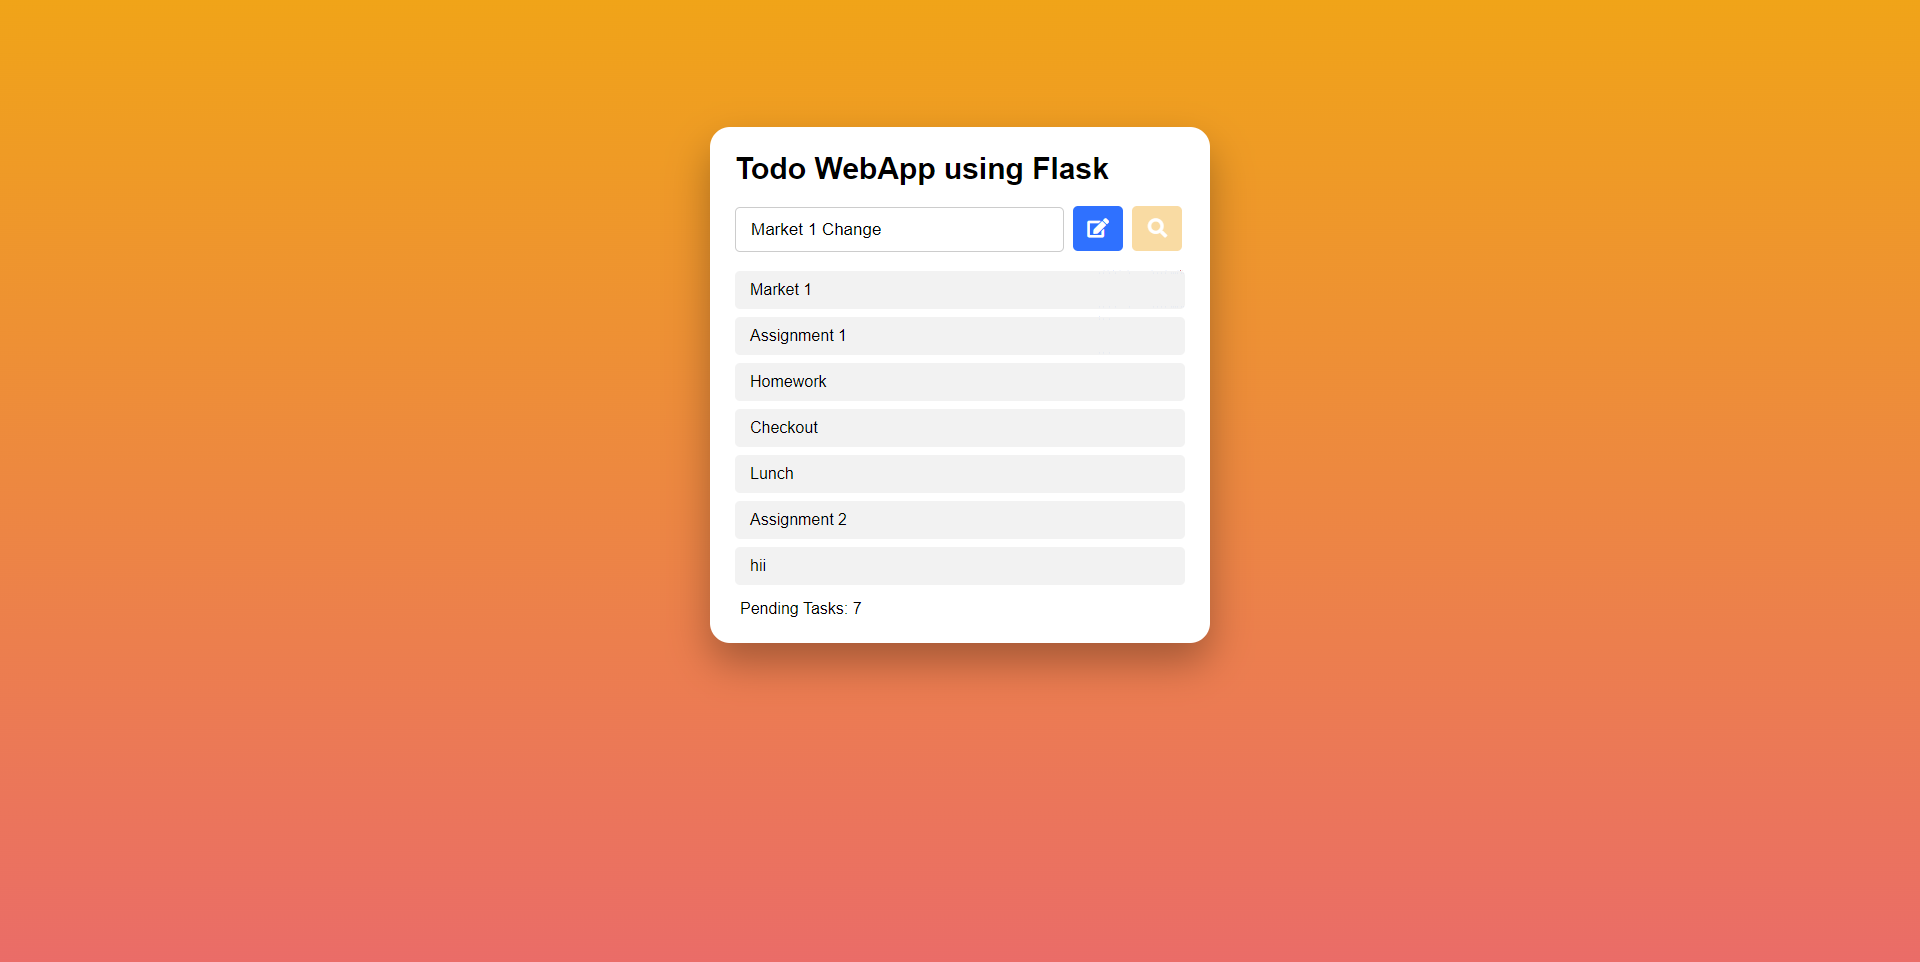 Todo WebApp using Flask
Market 1 Change
Market 1
Assignment 1
Homework
Checkout
Lunch
Assignment 2
hii
Pending Tasks: 7